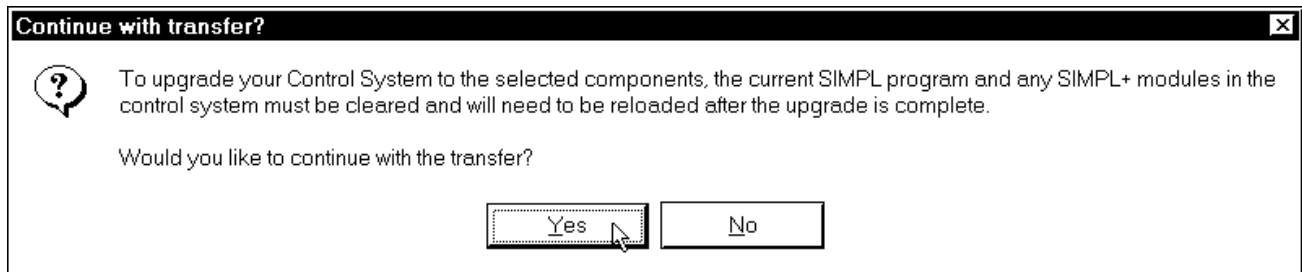 Continue with transfer?
To upgrade your Control System to the selected components, the current SIMPL program and any SIMPL+ modules in the
control system must be cleared and will need to be reloaded after the upgrade is complete.
Would you like to continue with the transfer?
Yes
No